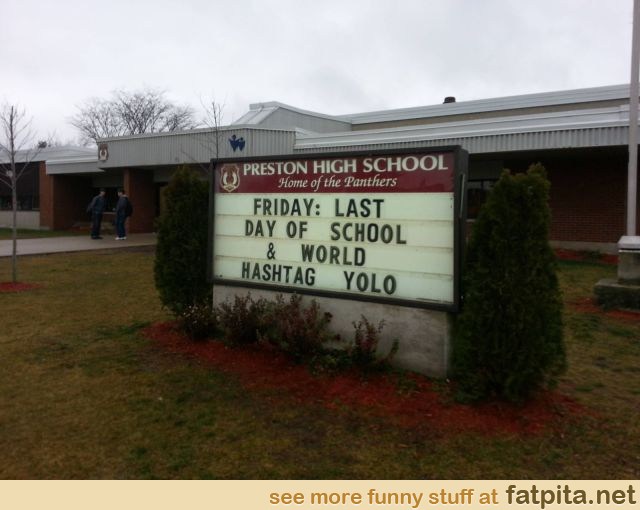 PRESTON HIGH SCHOOL
Home of the Panthers
FRIDAY: LAST
DAY OF SCHOOL
& WORLD
HASHTAG YOLO
see more funny stuff at fatpita.net